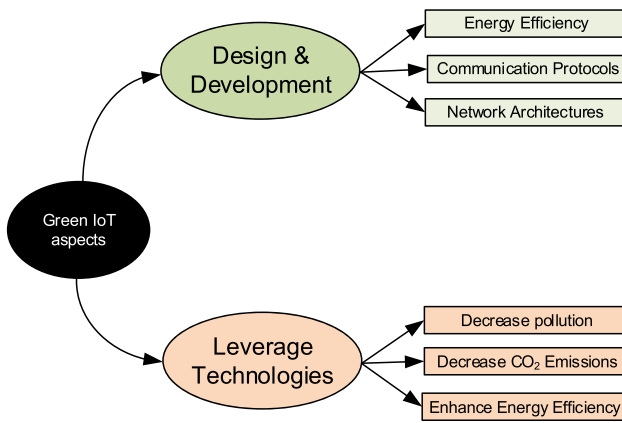 Design &
Development
Energy Efficiency
Communication Protocols
Network Architectures
Green IoT
aspects
Leverage
Technologies
Decrease pollution
Decrease CO₂ Emissions
Enhance Energy Efficiency